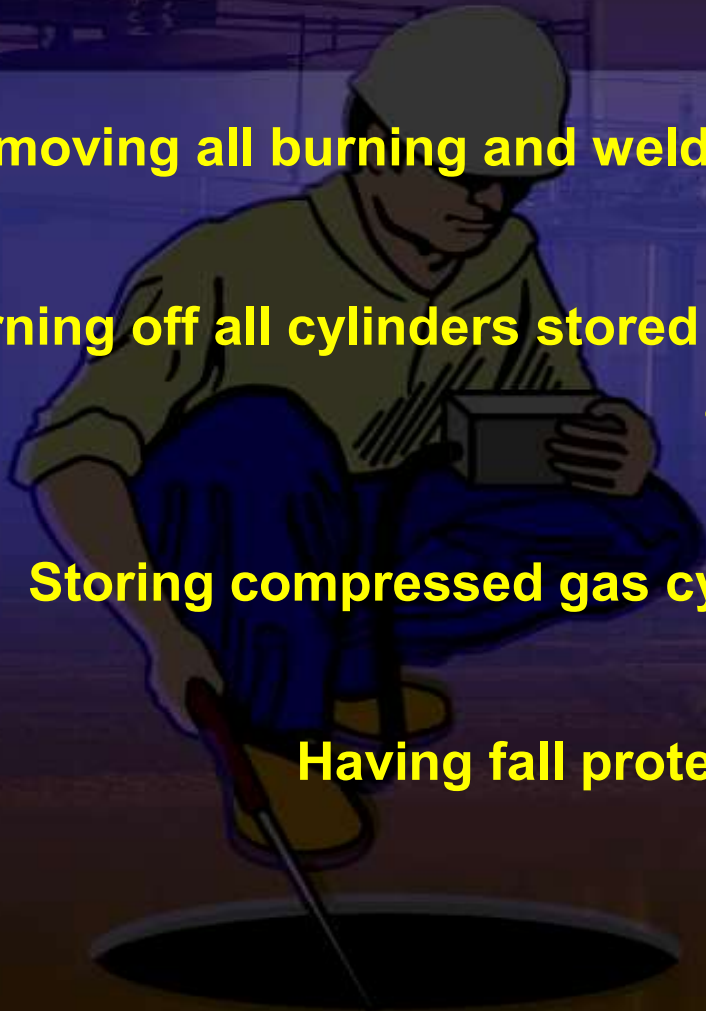 moving all burning and weld
rning off all cylinders stored
Storing compressed gas cy
Having fall prote